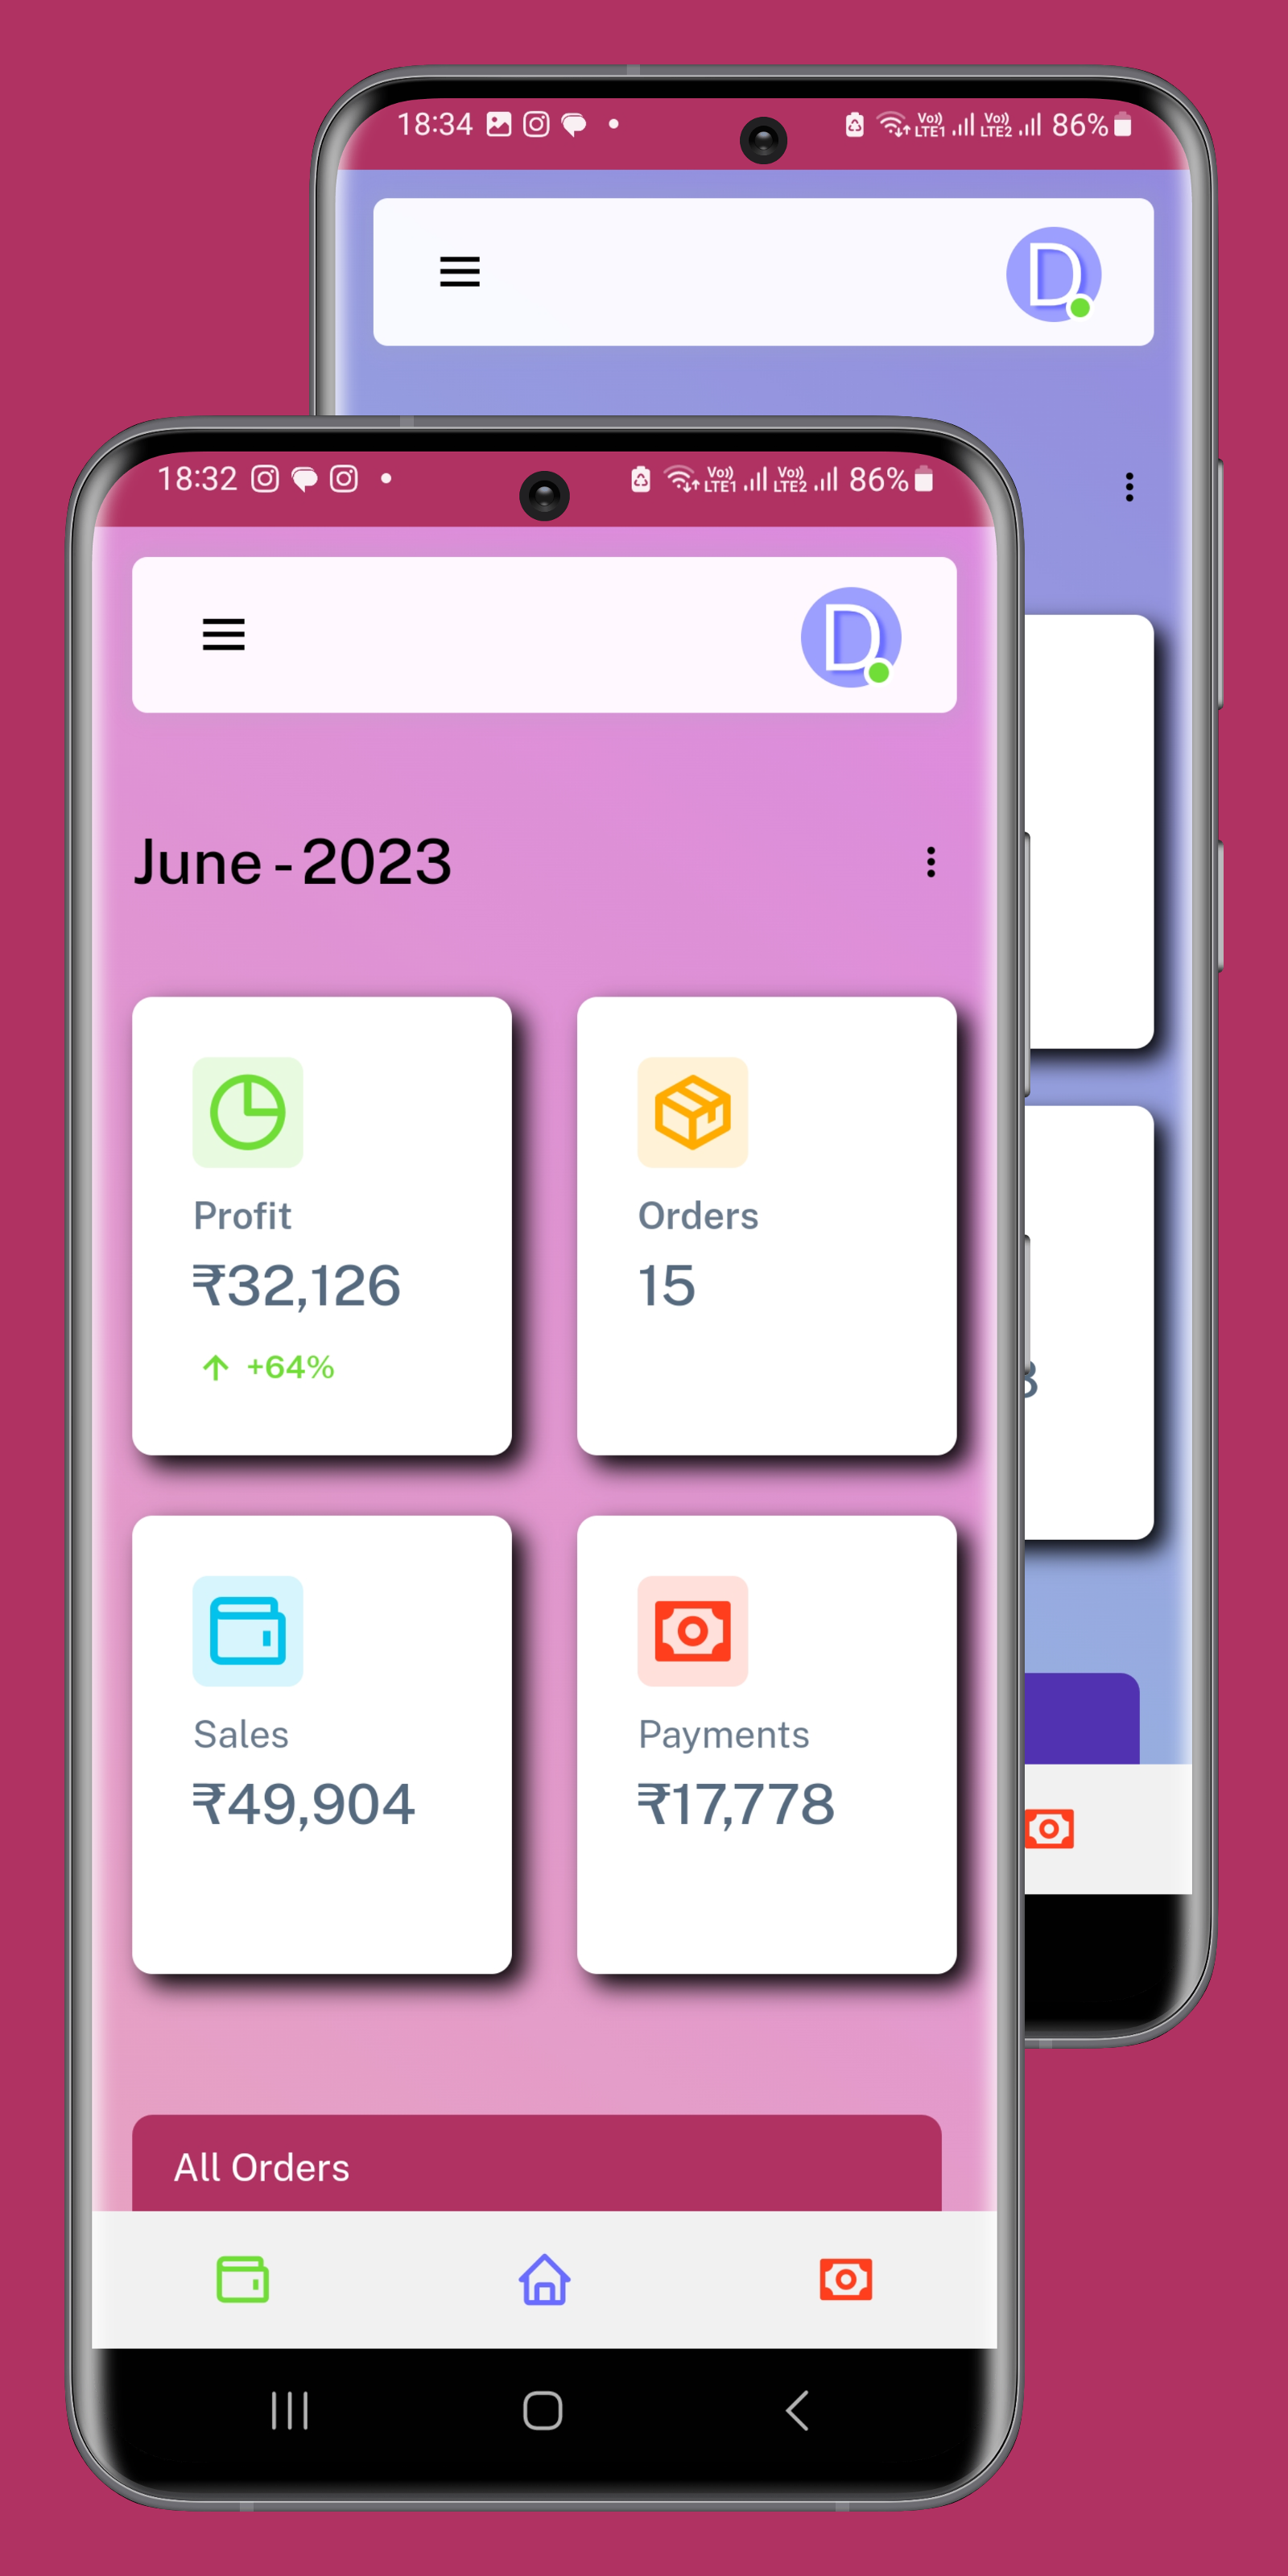 18:34
Vo)) LTE1 Vo)) LTE2 86%
D
18:32
Vo)) LTE1 Vo)) LTE2 86%
D
June - 2023
Profit
₹32,126
+64%
Orders
15
Sales
₹49,904
Payments
₹17,778
All Orders